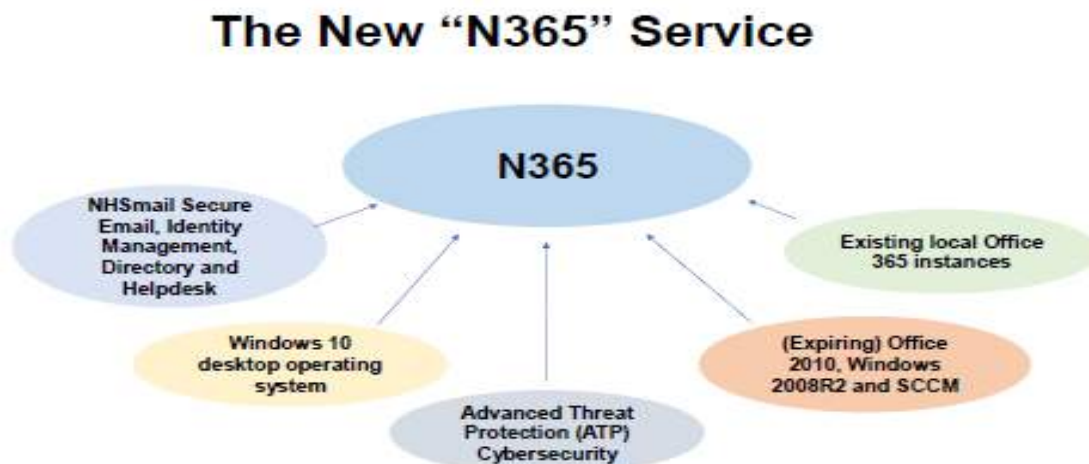 The New “N365” Service
N365
NHSmail Secure
Email, Identity
Management,
Directory and
Helpdesk
Existing local Office
365 instances
Windows 10
desktop operating
system
(Expiring) Office
2010, Windows
2008R2 and SCCM
Advanced Threat
Protection (ATP)
Cybersecurity